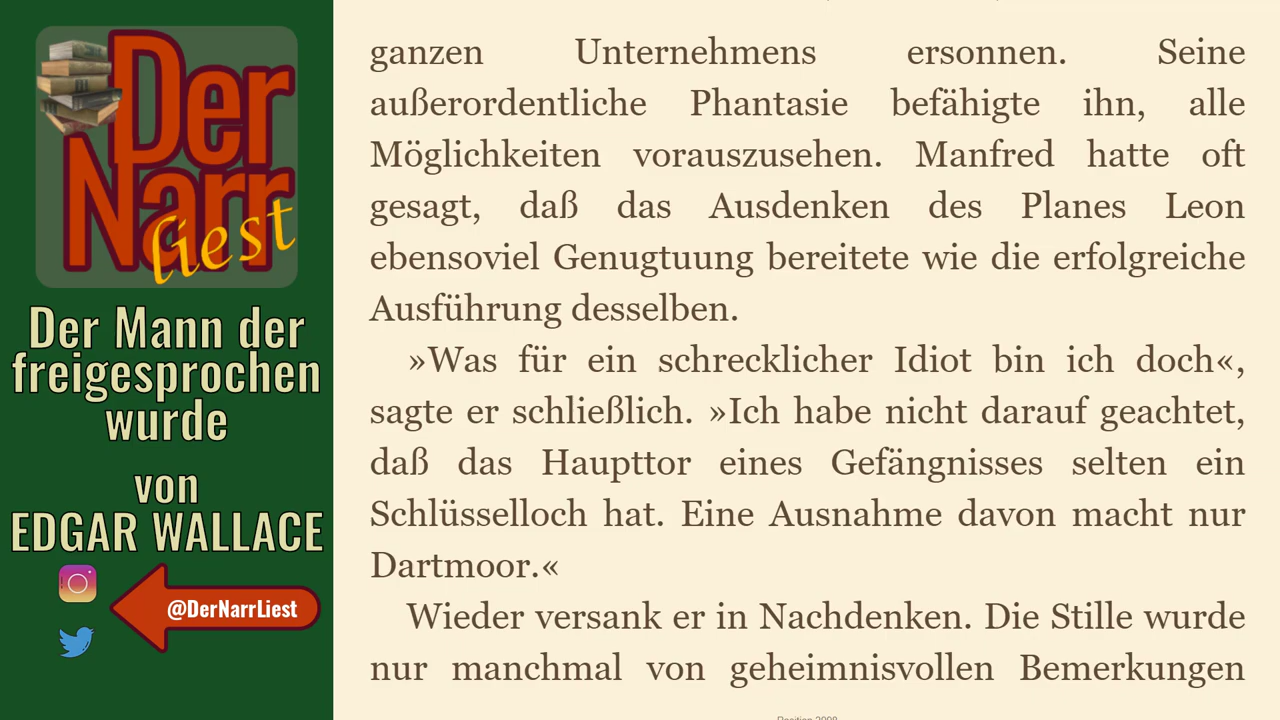 Der
Narr
liest
Der Mann der
freigesprochen
wurde
von
EDGAR WALLACE
@DerNarrLiest
ganzen Unternehmens ersonnen. Seine
außerordentliche Phantasie befähigte ihn, alle
Möglichkeiten vorauszusehen. Manfred hatte oft
gesagt, daß das Ausdenken des Planes Leon
ebensoviel Genugtuung bereitete wie die erfolgreiche
Ausführung desselben.
»Was für ein schrecklicher Idiot bin ich doch«,
sagte er schließlich. »Ich habe nicht darauf geachtet,
daß das Haupttor eines Gefängnisses selten ein
Schlüsselloch hat. Eine Ausnahme davon macht nur
Dartmoor.«
Wieder versank er in Nachdenken. Die Stille wurde
nur manchmal von geheimnisvollen Bemerkungen